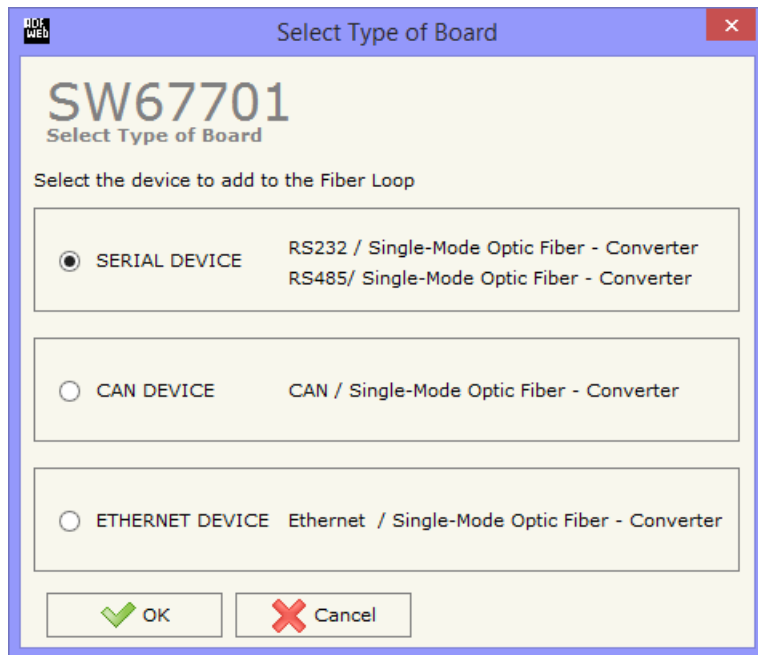 ADF
WEB
Select Type of Board
SW67701
Select Type of Board
Select the device to add to the Fiber Loop
SERIAL DEVICE
RS232 / Single-Mode Optic Fiber - Converter
RS485/ Single-Mode Optic Fiber - Converter
CAN DEVICE
CAN / Single-Mode Optic Fiber - Converter
ETHERNET DEVICE
Ethernet / Single-Mode Optic Fiber - Converter
OK
Cancel